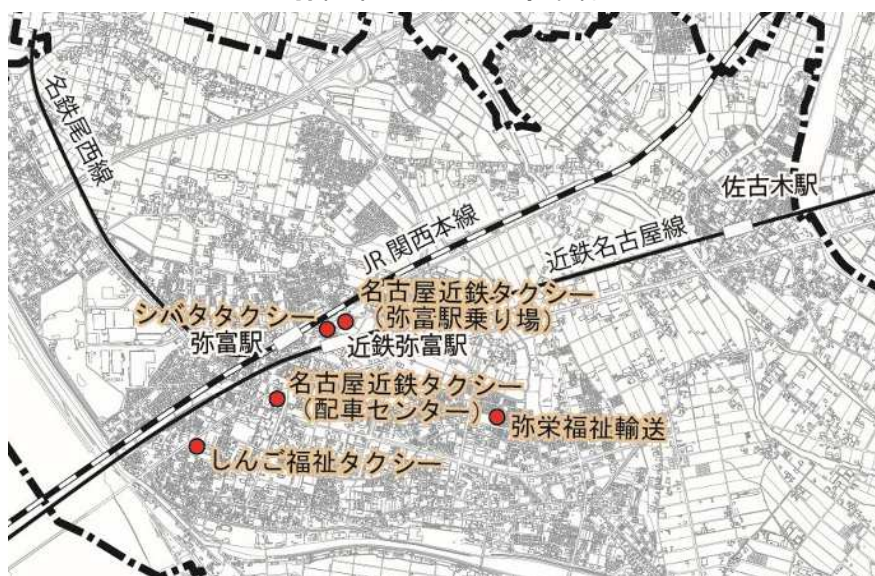 名鉄尾西線
佐古木駅
JR関西本線
近鉄名古屋線
名古屋近鉄タクシー
（弥富駅乗り場）
シバタタクシー
弥富駅
近鉄弥富駅
名古屋近鉄タクシー
（配車センター）
弥栄福祉輸送
しんご福祉タクシー